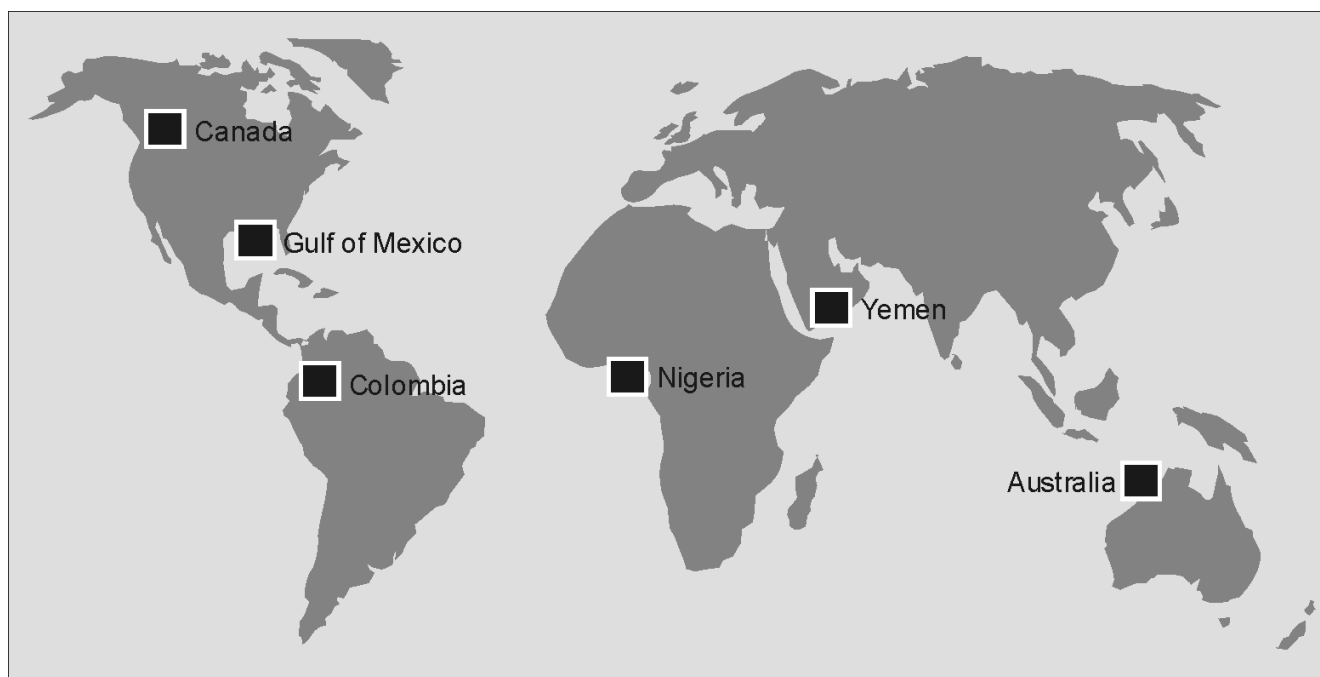 Canada
Gulf of Mexico
Yemen
Colombia
Nigeria
Australia